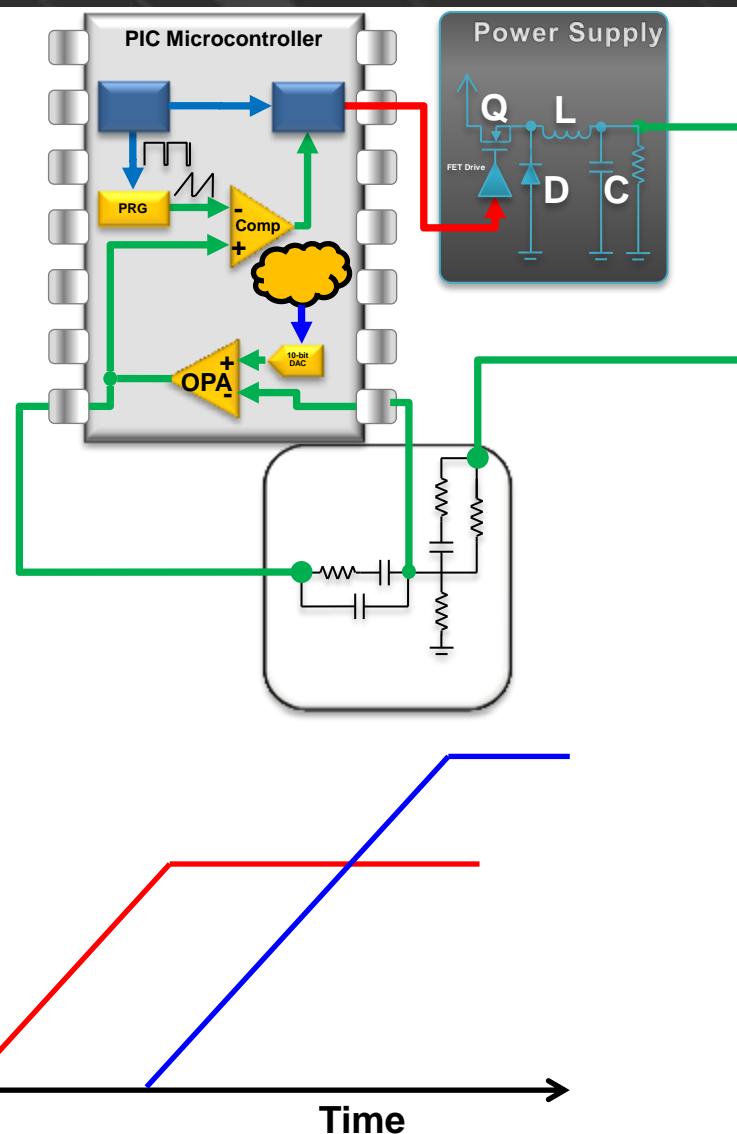 PIC Microcontroller
Power Supply
Q
L
FET Drive
D
C
PRG
-
Comp
+
10-bit
DAC
+
OPA
-
Time